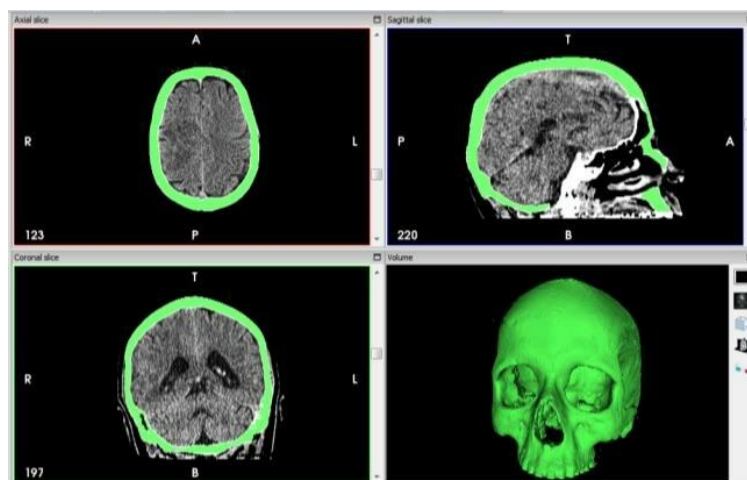 Axial slice
A
R
L
123
P
Sagittal slice
T
P
A
220
B
Coronal slice
T
R
L
197
B
Volume